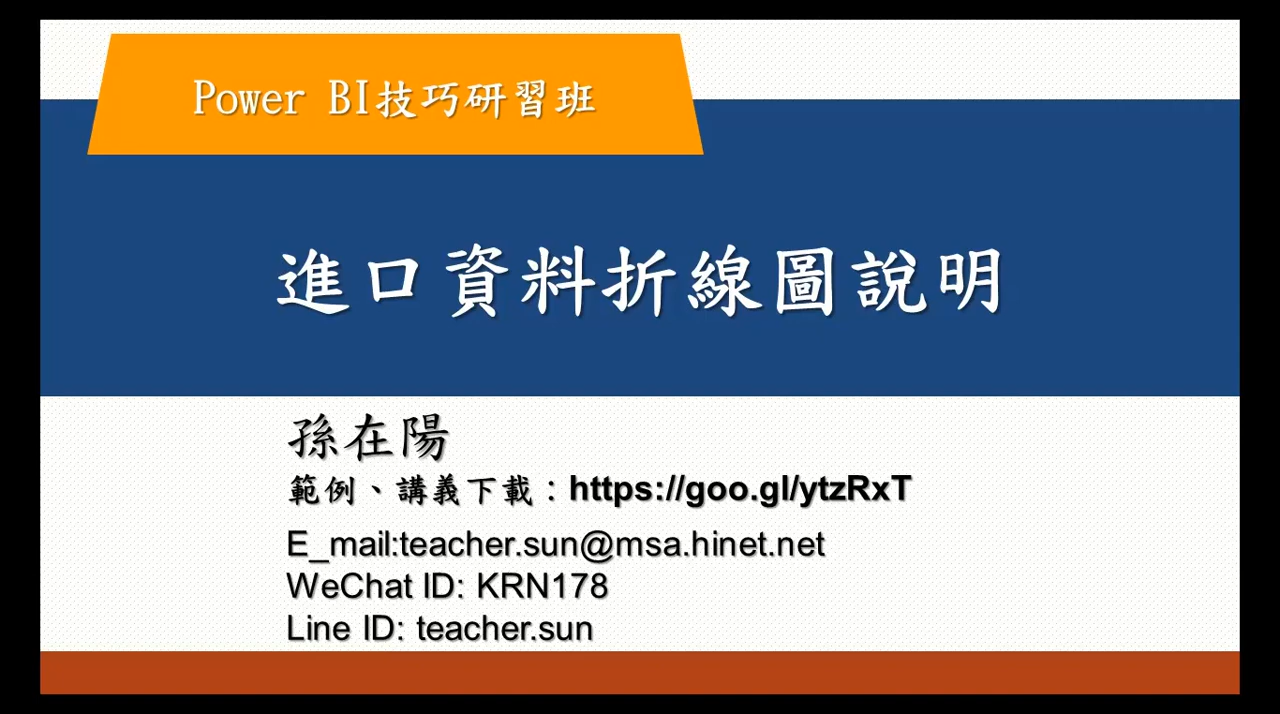 Power BI技巧研習班
進口資料折線圖說明
孫在陽
範例、講義下載：https://goo.gl/ytzRxT
E_mail:teacher.sun@msa.hinet.net
WeChat ID: KRN178
Line ID: teacher.sun